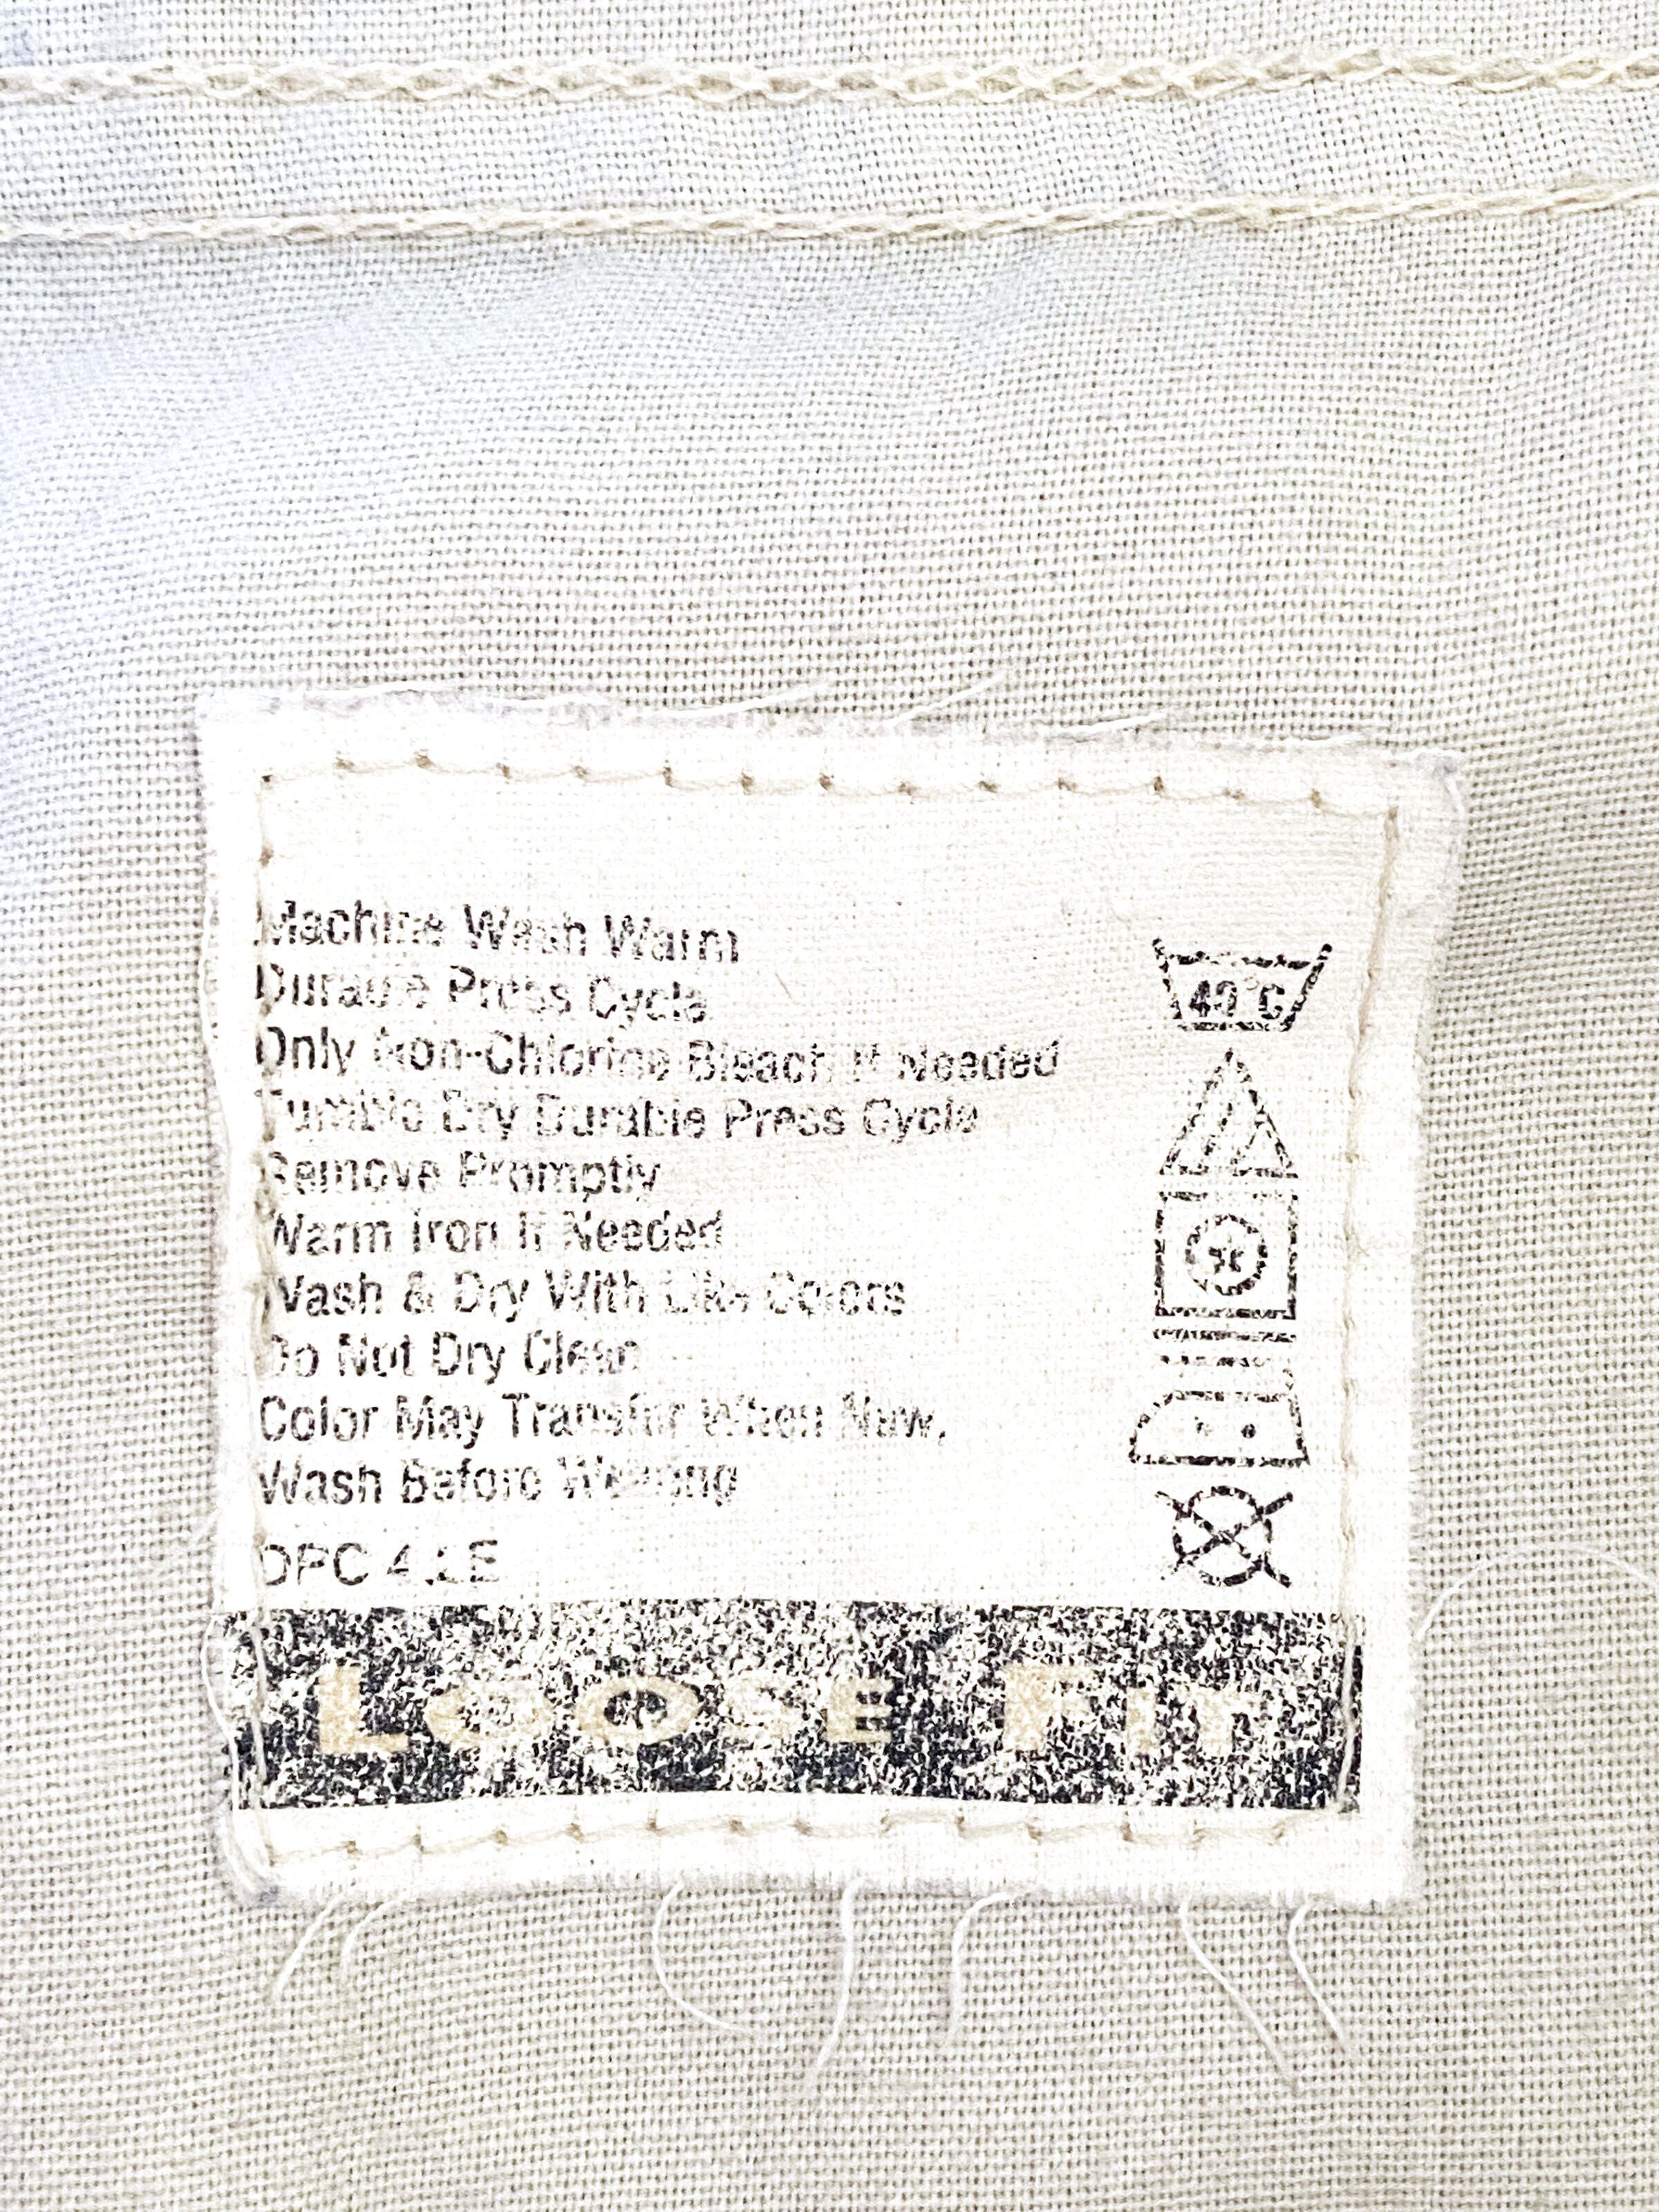 Machine Wash Warm
Durable Press Cycle
Only Non-Chlorine Bleach If Needed
Tumble Dry Durable Press Cycle
Remove Promptly
Warm Iron If Needed
Wash & Dry With Like Colors
Do Not Dry Clean
Color May Transfer When New,
Wash Before Wearing
40°C
LOOSE FIT